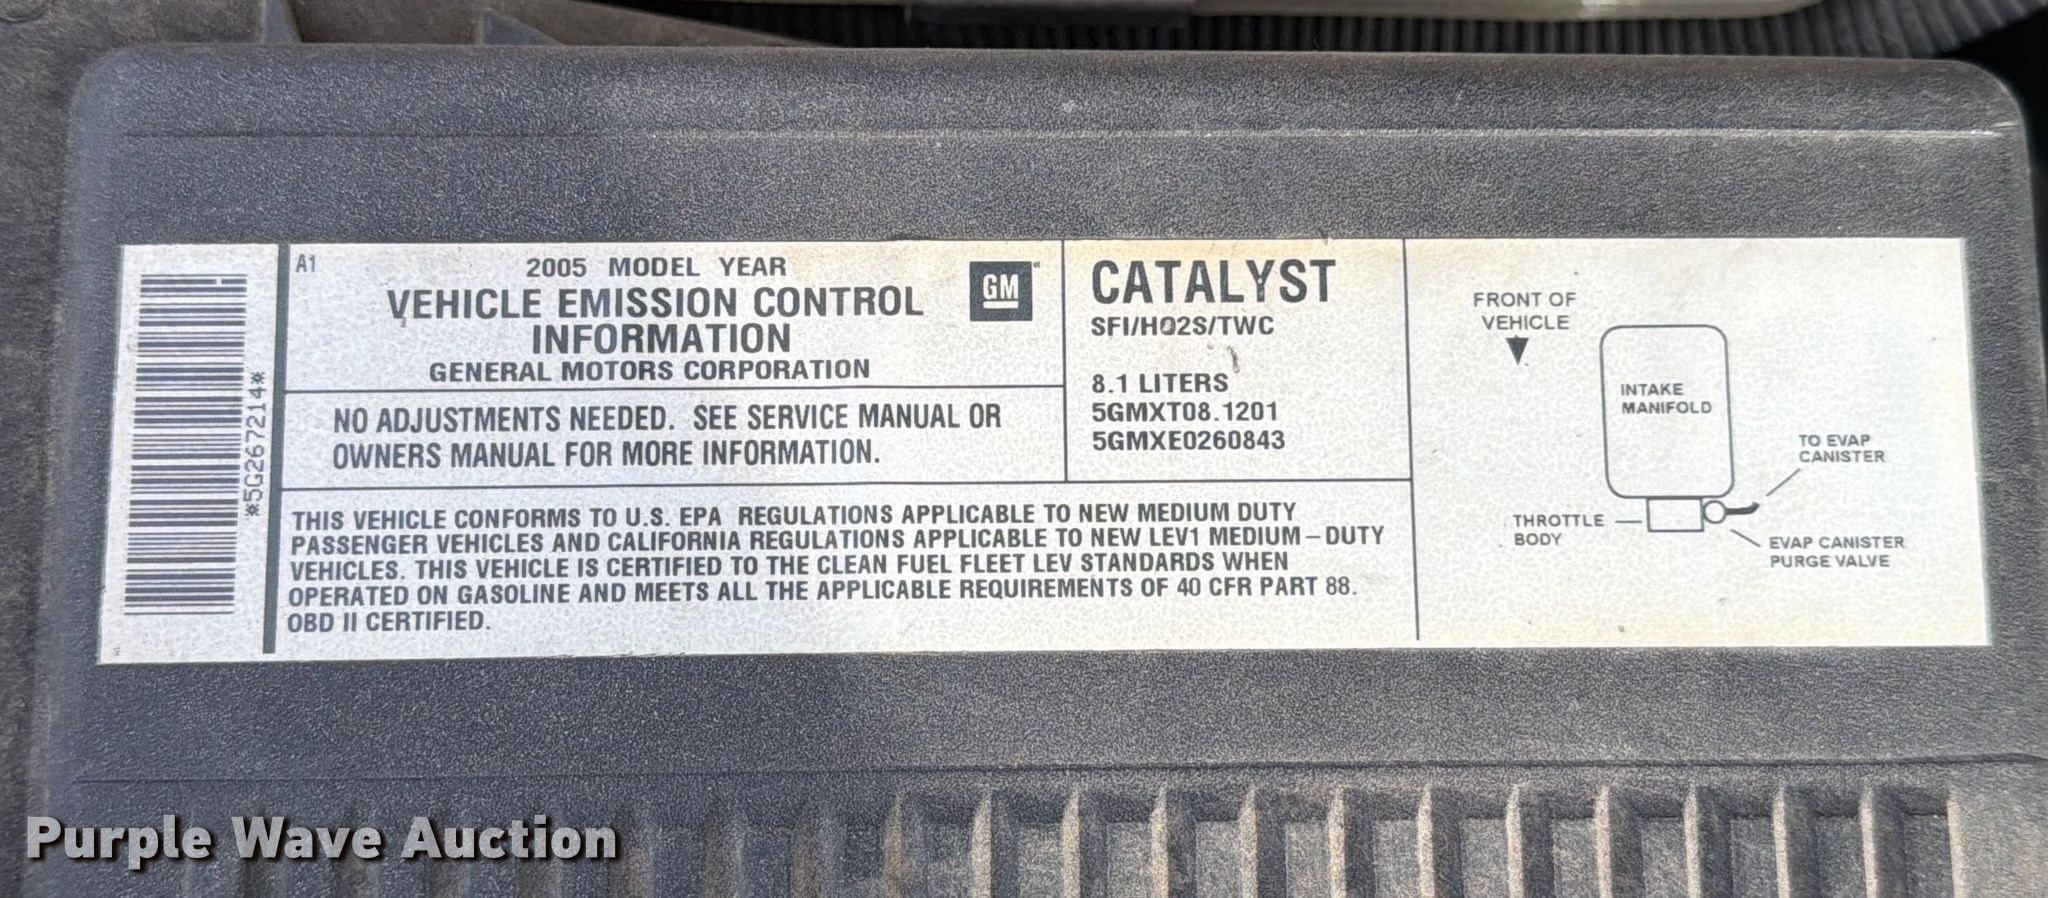 A1
2005 MODEL YEAR
VEHICLE EMISSION CONTROL
INFORMATION
GENERAL MOTORS CORPORATION
GM
NO ADJUSTMENTS NEEDED. SEE SERVICE MANUAL OR
OWNERS MANUAL FOR MORE INFORMATION.
CATALYST
SFI/HO2S/TWC
8.1 LITERS
5GMXT08.1201
5GMXE0260843
THIS VEHICLE CONFORMS TO U.S. EPA REGULATIONS APPLICABLE TO NEW MEDIUM DUTY
PASSENGER VEHICLES AND CALIFORNIA REGULATIONS APPLICABLE TO NEW LEV1 MEDIUM-DUTY
VEHICLES. THIS VEHICLE IS CERTIFIED TO THE CLEAN FUEL FLEET LEV STANDARDS WHEN
OPERATED ON GASOLINE AND MEETS ALL THE APPLICABLE REQUIREMENTS OF 40 CFR PART 88.
OBD II CERTIFIED.
*5G267214*
FRONT OF
VEHICLE
INTAKE
MANIFOLD
TO EVAP
CANISTER
THROTTLE
BODY
EVAP CANISTER
PURGE VALVE
Purple Wave Auction